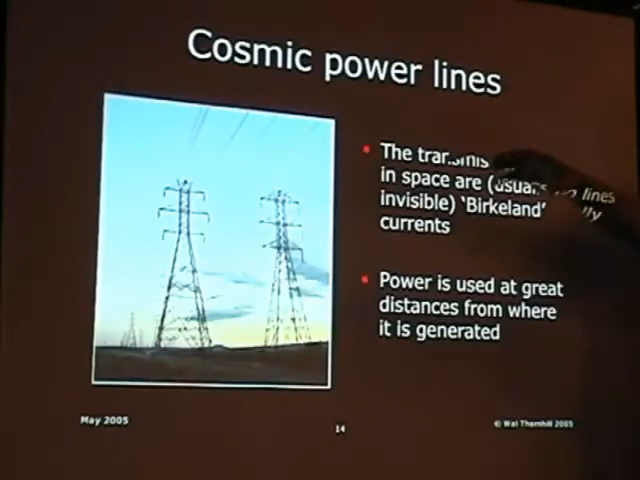 Cosmic power lines
The
in space are lines
invisible) ‘Birkeland’
currents
Power is used at great
distances from where
it is generated
May 2005
14
© Wal Thornhill 2005